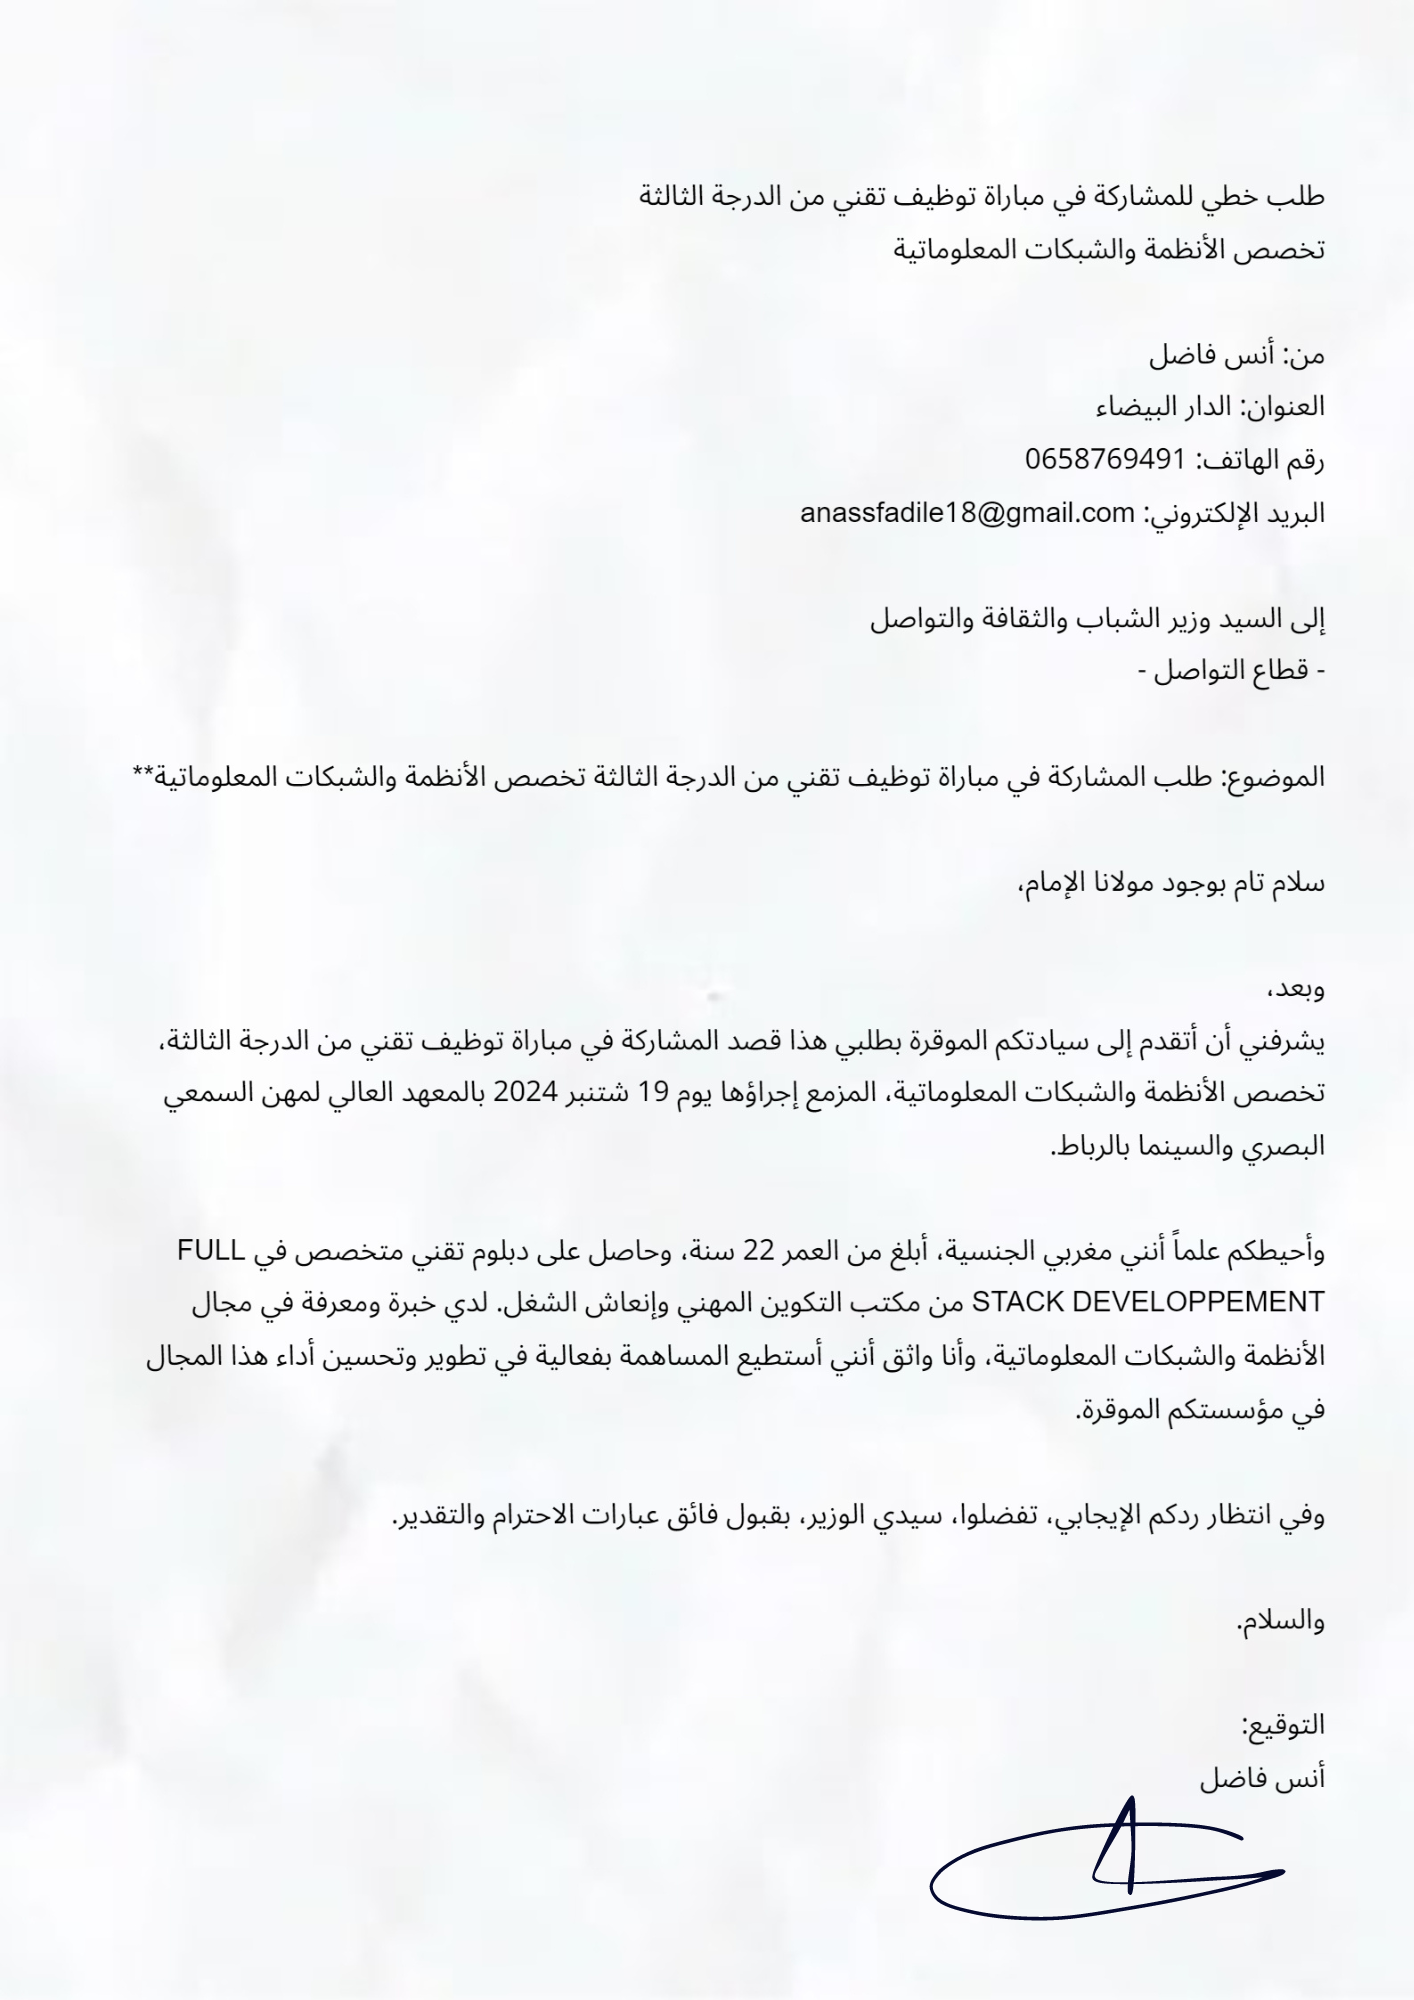 طلب خطي للمشاركة في مباراة توظيف تقني من الدرجة الثالثة
تخصص الأنظمة والشبكات المعلوماتية
من: أنس فاضل
العنوان: الدار البيضاء
رقم الهاتف: 0658769491
البريد الإلكتروني: anassfadile18@gmail.com
إلى السيد وزير الشباب والثقافة والتواصل
- قطاع التواصل -
الموضوع: طلب المشاركة في مباراة توظيف تقني من الدرجة الثالثة تخصص الأنظمة والشبكات المعلوماتية**
سلام تام بوجود مولانا الإمام،
وبعد،
يشرفني أن أتقدم إلى سيادتكم الموقرة بطلبي هذا قصد المشاركة في مباراة توظيف تقني من الدرجة الثالثة،
تخصص الأنظمة والشبكات المعلوماتية، المزمع إجراؤها يوم 19 شتنبر 2024 بالمعهد العالي لمهن السمعي
البصري والسينما بالرباط.
وأحيطكم علماً أنني مغربي الجنسية، أبلغ من العمر 22 سنة، وحاصل على دبلوم تقني متخصص في FULL
STACK DEVELOPPEMENT من مكتب التكوين المهني وإنعاش الشغل. لدي خبرة ومعرفة في مجال
الأنظمة والشبكات المعلوماتية، وأنا واثق أنني أستطيع المساهمة بفعالية في تطوير وتحسين أداء هذا المجال
في مؤسستكم الموقرة.
وفي انتظار ردكم الإيجابي، تفضلوا، سيدي الوزير، بقبول فائق عبارات الاحترام والتقدير.
والسلام.
التوقيع:
أنس فاضل